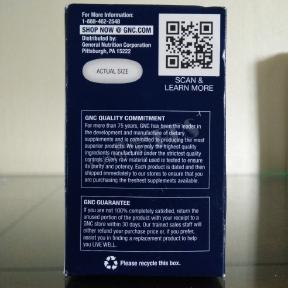 For More Information:
1-888-462-2548
SHOP NOW @ GNC.COM
Distributed by:
General Nutrition Corporation
Pittsburgh, PA 15222
ACTUAL SIZE
SCAN &
LEARN MORE
GNC QUALITY COMMITMENT
For more than 75 years, GNC has been the leader in
the development and manufacture of dietary
supplements and is committed to producing the most
superior products. We use only the highest quality
ingredients manufactured under the strictest quality
controls. Every raw material used is tested to ensure
its purity and potency. Each product is dated and then
shipped immediately to our stores to ensure that you
are purchasing the freshest supplements available.
GNC GUARANTEE
If you are not 100% completely satisfied, return the
unused portion of the product with your receipt to a
GNC store within 30 days. Our trained sales staff will
either refund your purchase price or, if you prefer,
assist you in finding a replacement product to help
you LIVE WELL.
Please recycle this box.